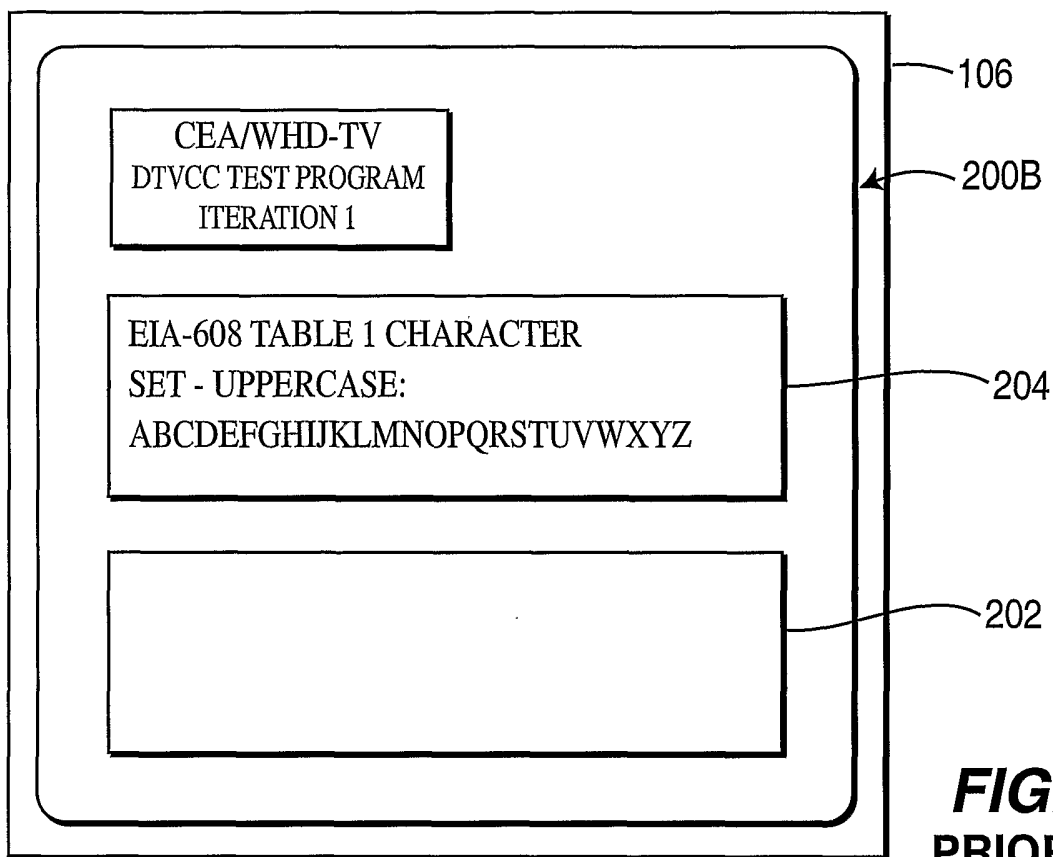 CEA/WHD-TV
DTVCC TEST PROGRAM
ITERATION 1
EIA-608 TABLE 1 CHARACTER
SET - UPPERCASE:
ABCDEFGHIJKLMNOPQRSTUVWXYZ
106
200B
204
202
FIG